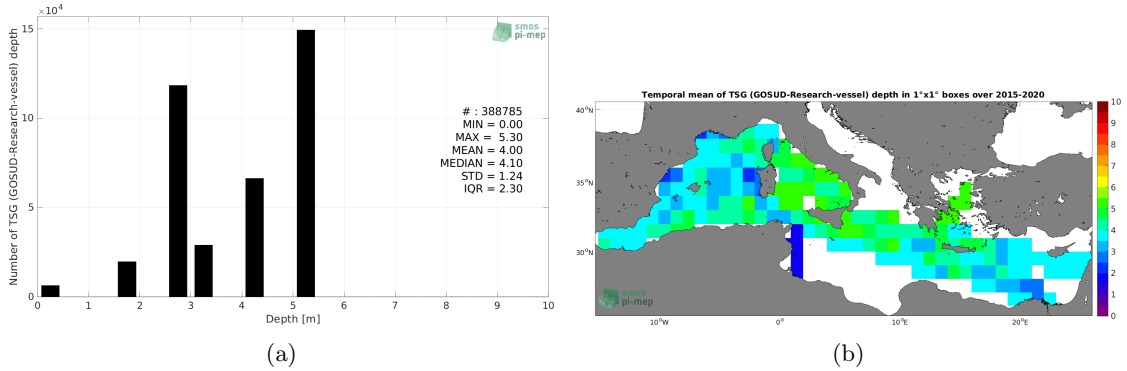 ×10⁴
15
10
5
0
Number of TSG (GOSUD-Research-vessel) depth
smos
pi-mep
# : 388785
MIN = 0.00
MAX = 5.30
MEAN = 4.00
MEDIAN = 4.10
STD = 1.24
IQR = 2.30
0 1 2 3 4 5 6 7 8 9 10
Depth [m]
(a)
Temporal mean of TSG (GOSUD-Research-vessel) depth in 1°x1° boxes over 2015-2020
40°N
35°N
30°N
10°W 0° 10°E 20°E
smos
pi-mep
10
9
8
7
6
5
4
3
2
1
0
(b)